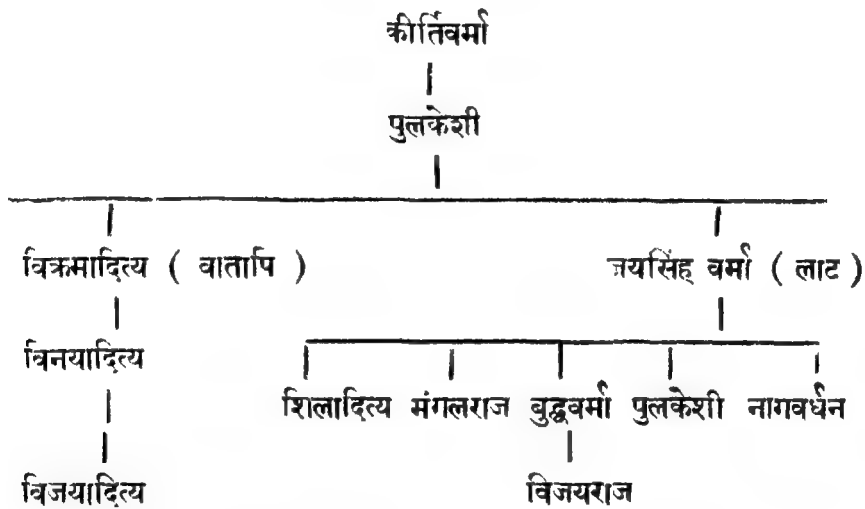 कीर्तिवर्मा
पुलकेशी
विक्रमादित्य ( वातापि ) जयसिंह वर्मा ( लाट )
विनयादित्य
शिलादित्य मंगलराज बुद्धवर्मा पुलकेशी नागवर्धन
विजयादित्य विजयराज